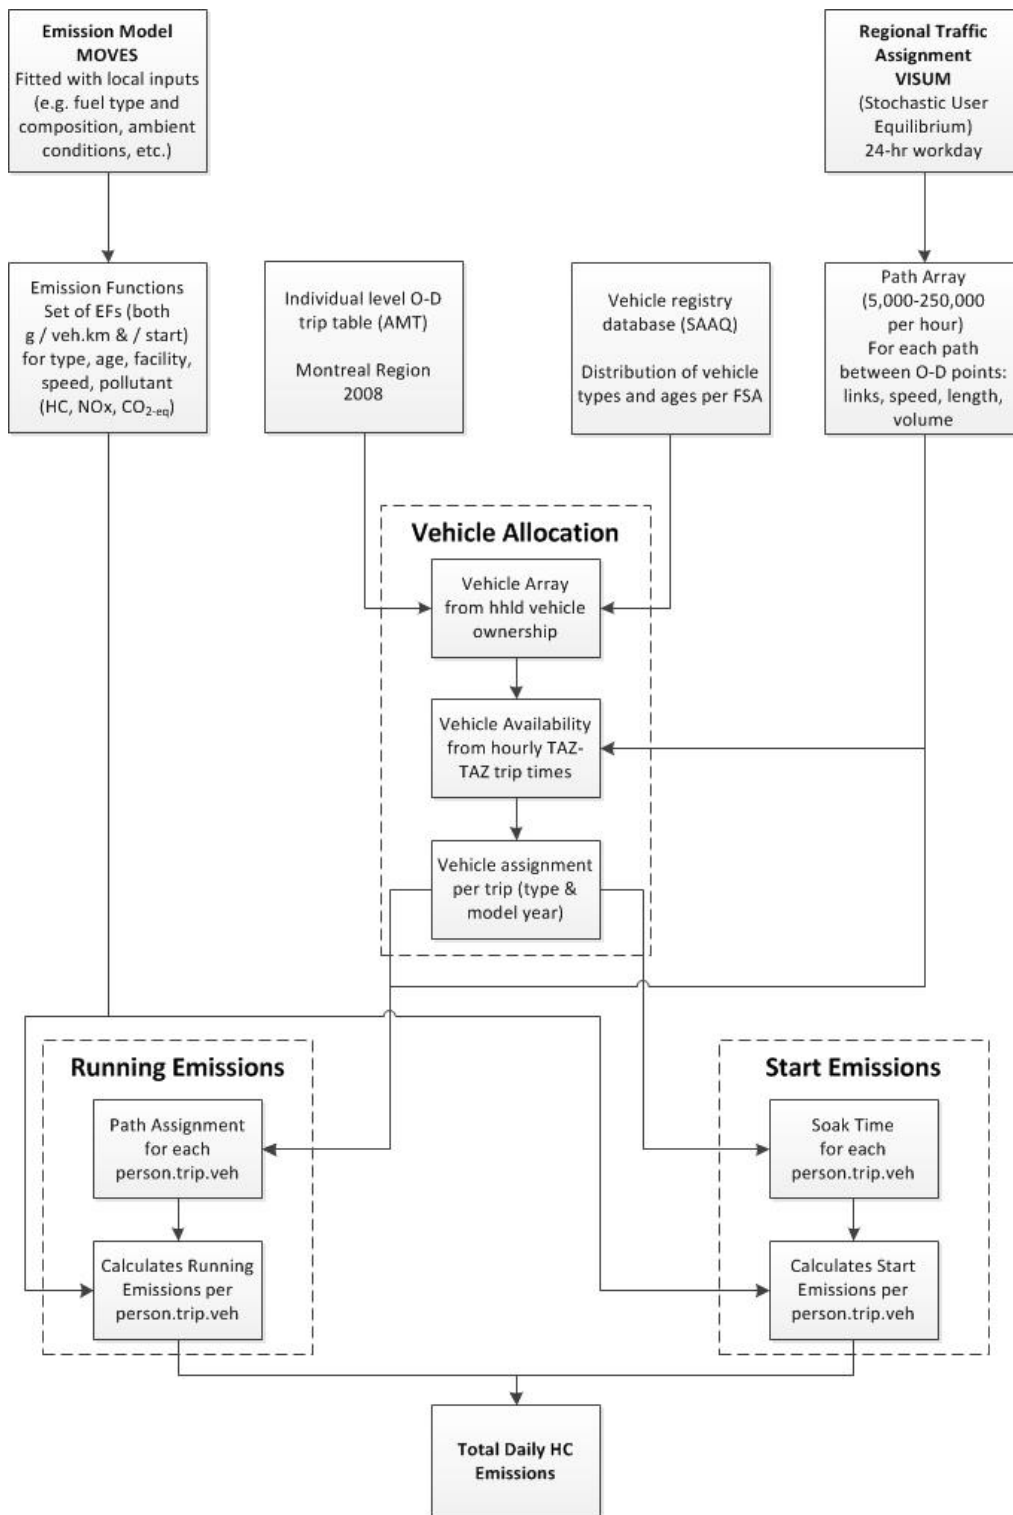 Emission Model
MOVES
Fitted with local inputs
(e.g. fuel type and
composition, ambient
conditions, etc.)
Regional Traffic
Assignment
VISUM
(Stochastic User
Equilibrium)
24-hr workday
Emission Functions
Set of EFs (both
g / veh.km & / start)
for type, age, facility,
speed, pollutant
(HC, NOx, CO2-eq)
Individual level O-D
trip table (AMT)
Montreal Region
2008
Vehicle registry
database (SAAQ)
Distribution of vehicle
types and ages per FSA
Path Array
(5,000-250,000
per hour)
For each path
between O-D points:
links, speed, length,
volume
Vehicle Allocation
Vehicle Array
from hhld vehicle
ownership
Vehicle Availability
from hourly TAZ-
TAZ trip times
Vehicle assignment
per trip (type &
model year)
Running Emissions
Path Assignment
for each
person.trip.veh
Calculates Running
Emissions per
person.trip.veh
Start Emissions
Soak Time
for each
person.trip.veh
Calculates Start
Emissions per
person.trip.veh
Total Daily HC
Emissions